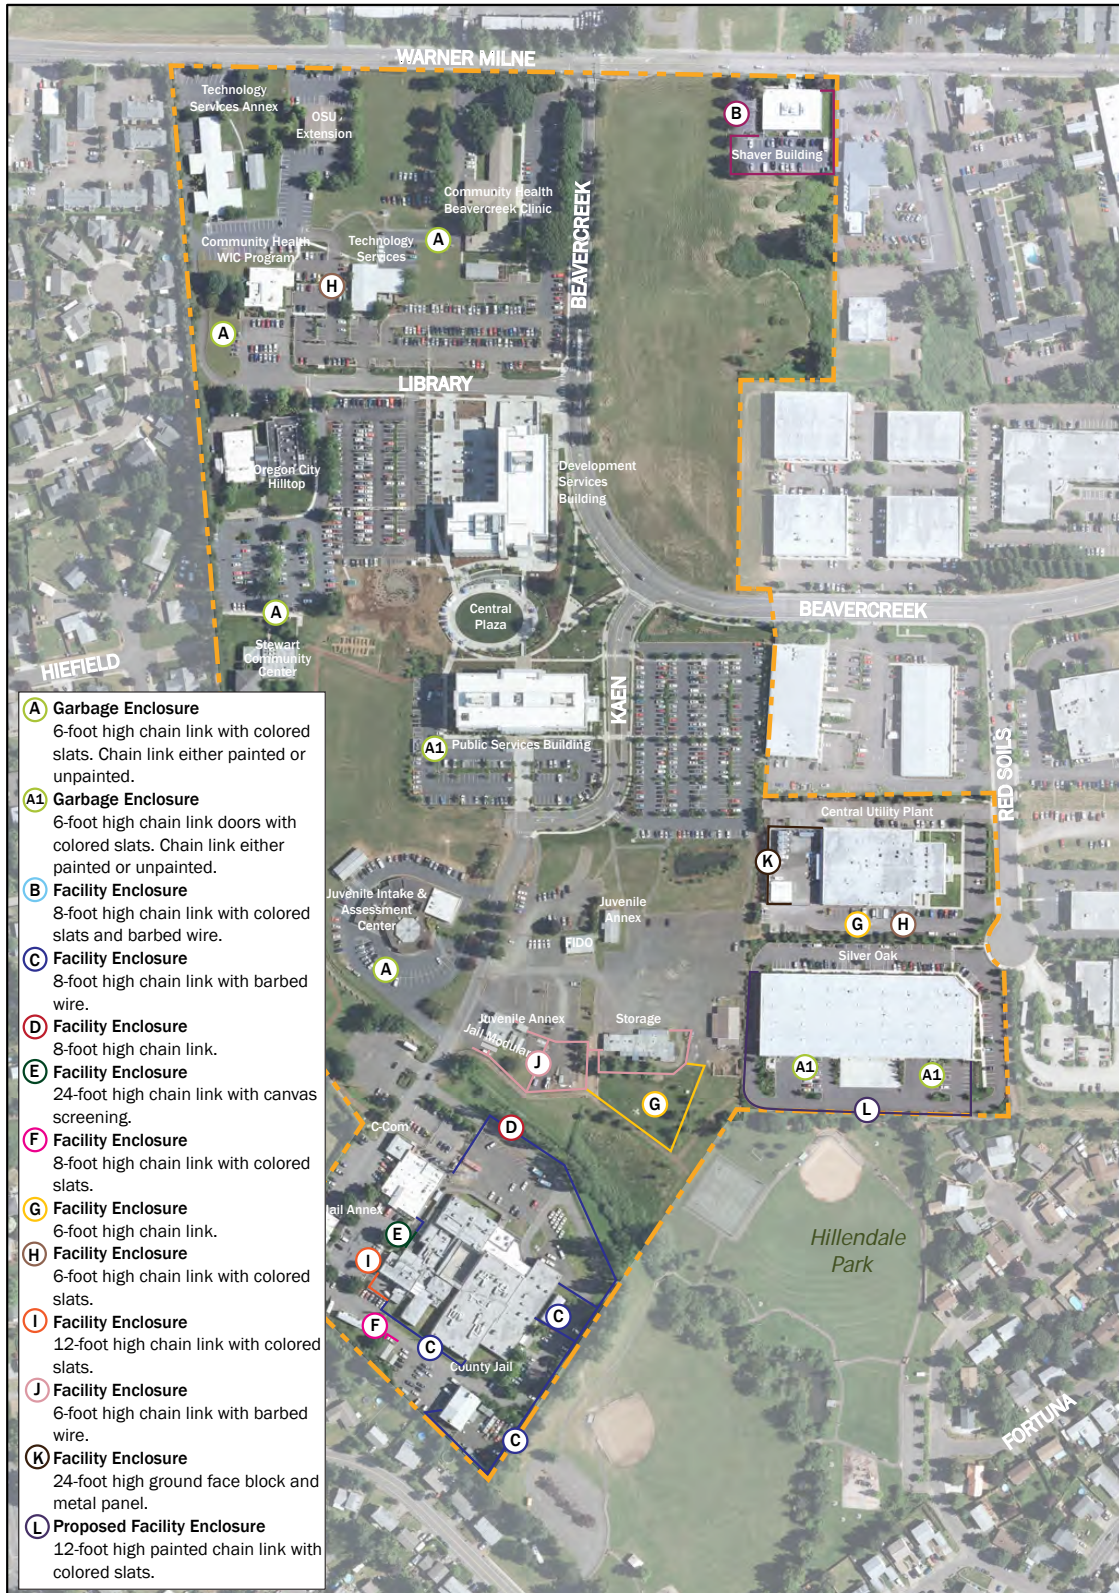 WARNER MILNE
Technology
Services Annex
OSU
Extension
B
Shaver Building
Community Health
Beavercreek Clinic
BEAVERCREEK
A
Community Health
WIC Program
Technology
Services
H
A
LIBRARY
Oregon City
Hilltop
Development
Services
Building
A
Central
Plaza
BEAVERCREEK
Stewart
Community
Center
HIEFIELD
KAEN
A1
Public Services Building
RED SOILS
Central Utility Plant
K
Juvenile Intake &
Assessment
Center
Juvenile
Annex
FIDO
G
H
A
Silver Oak
Juvenile Annex
Jail Modular
Storage
J
A1
A1
G
L
C-Com
D
Jail Annex
E
I
Hillendale
Park
F
C
C
County Jail
C
FORTUNA
A Garbage Enclosure
6-foot high chain link with colored
slats. Chain link either painted or
unpainted.
A1 Garbage Enclosure
6-foot high chain link doors with
colored slats. Chain link either
painted or unpainted.
B Facility Enclosure
8-foot high chain link with colored
slats and barbed wire.
C Facility Enclosure
8-foot high chain link with barbed
wire.
D Facility Enclosure
8-foot high chain link.
E Facility Enclosure
24-foot high chain link with canvas
screening.
F Facility Enclosure
8-foot high chain link with colored
slats.
G Facility Enclosure
6-foot high chain link.
H Facility Enclosure
6-foot high chain link with colored
slats.
I Facility Enclosure
12-foot high chain link with colored
slats.
J Facility Enclosure
6-foot high chain link with barbed
wire.
K Facility Enclosure
24-foot high ground face block and
metal panel.
L Proposed Facility Enclosure
12-foot high painted chain link with
colored slats.